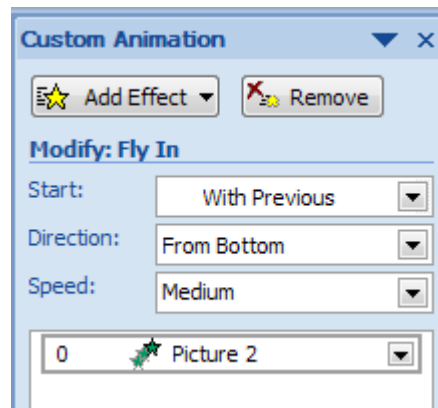 Custom Animation
Add Effect Remove
Modify: Fly In
Start: With Previous
Direction: From Bottom
Speed: Medium
0 Picture 2